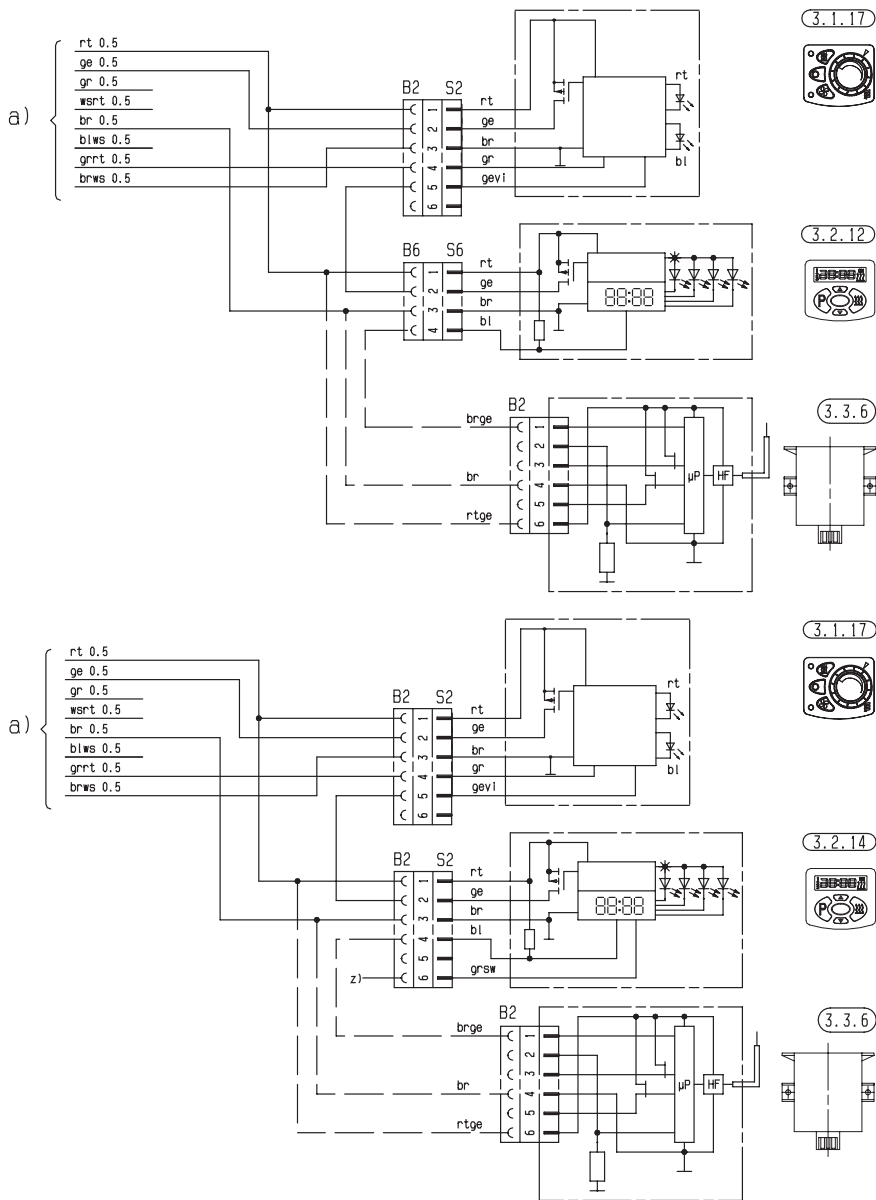 a)
rt 0.5
ge 0.5
gr 0.5
wsrt 0.5
br 0.5
blws 0.5
grrt 0.5
brws 0.5
B2 S2
1
2
3
4
5
6
rt
ge
br
gr
gevi
rt
bl
3.1.17
B6 S6
1
2
3
4
rt
ge
br
bl
88:88
3.2.12
88:88
P
B2
brge
br
rtge
1
2
3
4
5
6
µP
HF
3.3.6
a)
rt 0.5
ge 0.5
gr 0.5
wsrt 0.5
br 0.5
blws 0.5
grrt 0.5
brws 0.5
B2 S2
1
2
3
4
5
6
rt
ge
br
gr
gevi
rt
bl
3.1.17
B2 S2
1
2
3
4
5
6
z)
rt
ge
br
bl
grsw
88:88
3.2.14
88:88
P
B2
brge
br
rtge
1
2
3
4
5
6
µP
HF
3.3.6